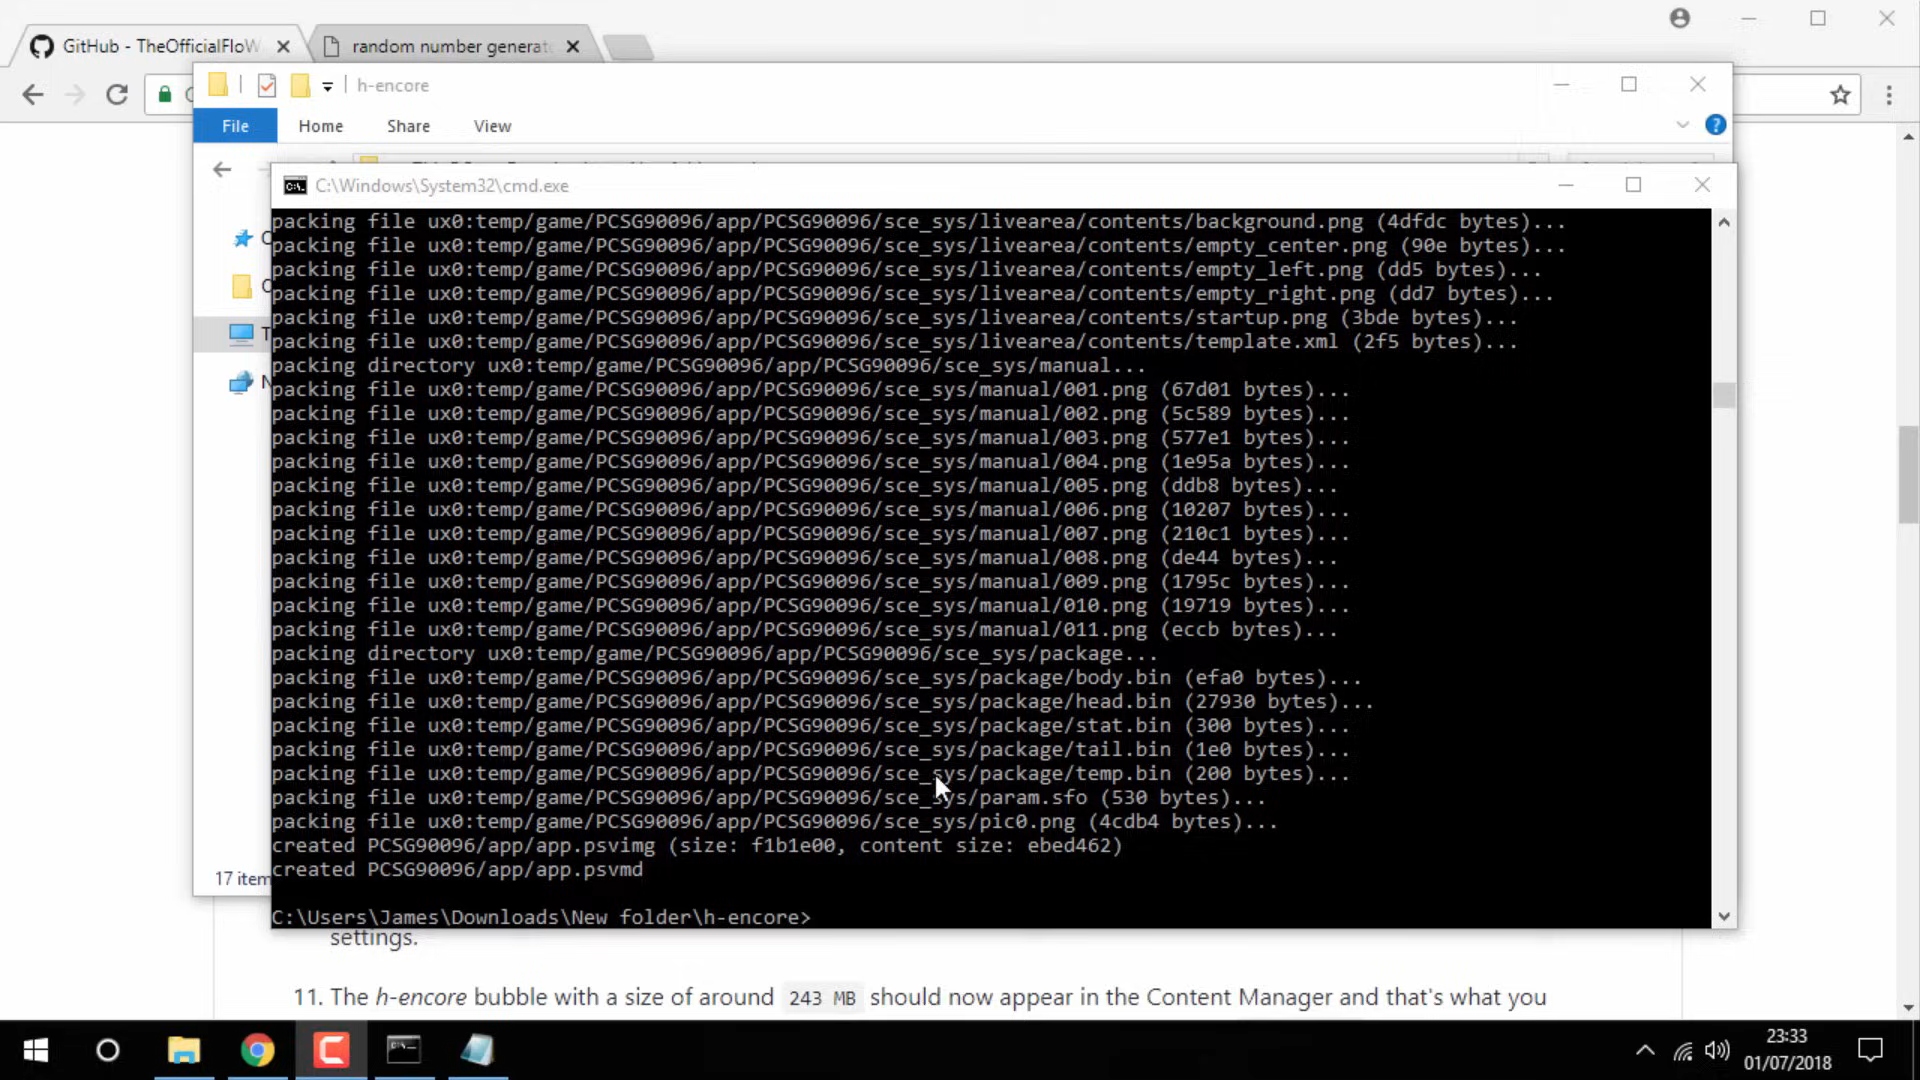 GitHub - TheOfficialFloW
random number generat
h-encore
File
Home
Share
View
C:\Windows\System32\cmd.exe
packing file ux0:temp/game/PCSG90096/app/PCSG90096/sce_sys/livearea/contents/background.png (4dfdc bytes)...
packing file ux0:temp/game/PCSG90096/app/PCSG90096/sce_sys/livearea/contents/empty_center.png (90e bytes)...
packing file ux0:temp/game/PCSG90096/app/PCSG90096/sce_sys/livearea/contents/empty_left.png (dd5 bytes)...
packing file ux0:temp/game/PCSG90096/app/PCSG90096/sce_sys/livearea/contents/empty_right.png (dd7 bytes)...
packing file ux0:temp/game/PCSG90096/app/PCSG90096/sce_sys/livearea/contents/startup.png (3bde bytes)...
packing file ux0:temp/game/PCSG90096/app/PCSG90096/sce_sys/livearea/contents/template.xml (2f5 bytes)...
packing directory ux0:temp/game/PCSG90096/app/PCSG90096/sce_sys/manual...
packing file ux0:temp/game/PCSG90096/app/PCSG90096/sce_sys/manual/001.png (67d01 bytes)...
packing file ux0:temp/game/PCSG90096/app/PCSG90096/sce_sys/manual/002.png (5c589 bytes)...
packing file ux0:temp/game/PCSG90096/app/PCSG90096/sce_sys/manual/003.png (577e1 bytes)...
packing file ux0:temp/game/PCSG90096/app/PCSG90096/sce_sys/manual/004.png (1e95a bytes)...
packing file ux0:temp/game/PCSG90096/app/PCSG90096/sce_sys/manual/005.png (ddb8 bytes)...
packing file ux0:temp/game/PCSG90096/app/PCSG90096/sce_sys/manual/006.png (10207 bytes)...
packing file ux0:temp/game/PCSG90096/app/PCSG90096/sce_sys/manual/007.png (210c1 bytes)...
packing file ux0:temp/game/PCSG90096/app/PCSG90096/sce_sys/manual/008.png (de44 bytes)...
packing file ux0:temp/game/PCSG90096/app/PCSG90096/sce_sys/manual/009.png (1795c bytes)...
packing file ux0:temp/game/PCSG90096/app/PCSG90096/sce_sys/manual/010.png (19719 bytes)...
packing file ux0:temp/game/PCSG90096/app/PCSG90096/sce_sys/manual/011.png (eccb bytes)...
packing directory ux0:temp/game/PCSG90096/app/PCSG90096/sce_sys/package...
packing file ux0:temp/game/PCSG90096/app/PCSG90096/sce_sys/package/body.bin (efa0 bytes)...
packing file ux0:temp/game/PCSG90096/app/PCSG90096/sce_sys/package/head.bin (27930 bytes)...
packing file ux0:temp/game/PCSG90096/app/PCSG90096/sce_sys/package/stat.bin (300 bytes)...
packing file ux0:temp/game/PCSG90096/app/PCSG90096/sce_sys/package/tail.bin (1e0 bytes)...
packing file ux0:temp/game/PCSG90096/app/PCSG90096/sce_sys/package/temp.bin (200 bytes)...
packing file ux0:temp/game/PCSG90096/app/PCSG90096/sce_sys/param.sfo (530 bytes)...
packing file ux0:temp/game/PCSG90096/app/PCSG90096/sce_sys/pic0.png (4cdb4 bytes)...
created PCSG90096/app/app.psvimg (size: f1b1e00, content size: ebed462)
created PCSG90096/app/app.psvmd
17 item
C:\Users\James\Downloads\New folder\h-encore>
settings.
11. The h-encore bubble with a size of around 243 MB should now appear in the Content Manager and that's what you
23:33
01/07/2018